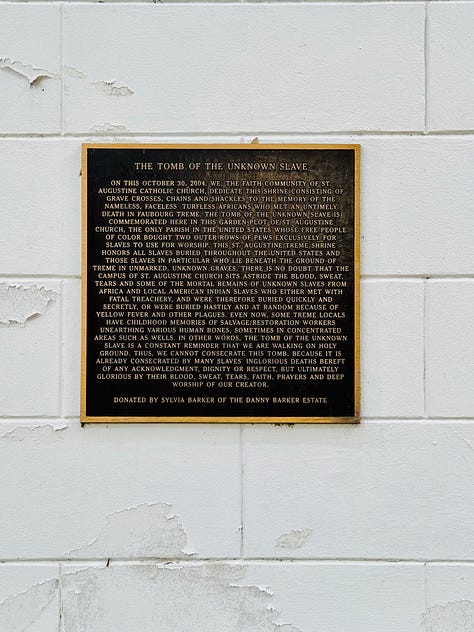 THE TOMB OF THE UNKNOWN SLAVE
ON THIS OCTOBER 30, 2004, WE, THE FAITH COMMUNITY OF ST.
AUGUSTINE CATHOLIC CHURCH, DEDICATE THIS SHRINE CONSISTING OF
GRAVE CROSSES, CHAINS AND SHACKLES TO THE MEMORY OF THE
NAMELESS, FACELESS, TURFLESS AFRICANS WHO MET AN UNTIMELY
DEATH IN FAUBOURG TREME. THE TOMB OF THE UNKNOWN SLAVE IS
COMMEMORATED HERE IN THIS GARDEN PLOT OF ST. AUGUSTINE
CHURCH, THE ONLY PARISH IN THE UNITED STATES WHOSE FREE PEOPLE
OF COLOR BOUGHT TWO OUTER ROWS OF PEWS EXCLUSIVELY FOR
SLAVES TO USE FOR WORSHIP. THIS ST. AUGUSTINE/TREME SHRINE
HONORS ALL SLAVES BURIED THROUGHOUT THE UNITED STATES AND
THOSE SLAVES IN PARTICULAR WHO LIE BENEATH THE GROUND OF
TREME IN UNMARKED, UNKNOWN GRAVES. THERE IS NO DOUBT THAT THE
CAMPUS OF ST. AUGUSTINE CHURCH SITS ASTRIDE THE BLOOD, SWEAT,
TEARS AND SOME OF THE MORTAL REMAINS OF UNKNOWN SLAVES FROM
AFRICA AND LOCAL AMERICAN INDIAN SLAVES WHO EITHER MET WITH
FATAL TREACHERY, AND WERE THEREFORE BURIED QUICKLY AND
SECRETLY, OR WERE BURIED HASTILY AND AT RANDOM BECAUSE OF
YELLOW FEVER AND OTHER PLAGUES. EVEN NOW, SOME TREME LOCALS
HAVE CHILDHOOD MEMORIES OF SALVAGE/RESTORATION WORKERS
UNEARTHING VARIOUS HUMAN BONES, SOMETIMES IN CONCENTRATED
AREAS SUCH AS WELLS. IN OTHER WORDS, THE TOMB OF THE UNKNOWN
SLAVE IS A CONSTANT REMINDER THAT WE ARE WALKING ON HOLY
GROUND. THUS, WE CANNOT CONSECRATE THIS TOMB, BECAUSE IT IS
ALREADY CONSECRATED BY MANY SLAVES' INGLORIOUS DEATHS BEREFT
OF ANY ACKNOWLEDGMENT, DIGNITY OR RESPECT, BUT ULTIMATELY
GLORIOUS BY THEIR BLOOD, SWEAT, TEARS, FAITH, PRAYERS AND DEEP
WORSHIP OF OUR CREATOR.
DONATED BY SYLVIA BARKER OF THE DANNY BARKER ESTATE